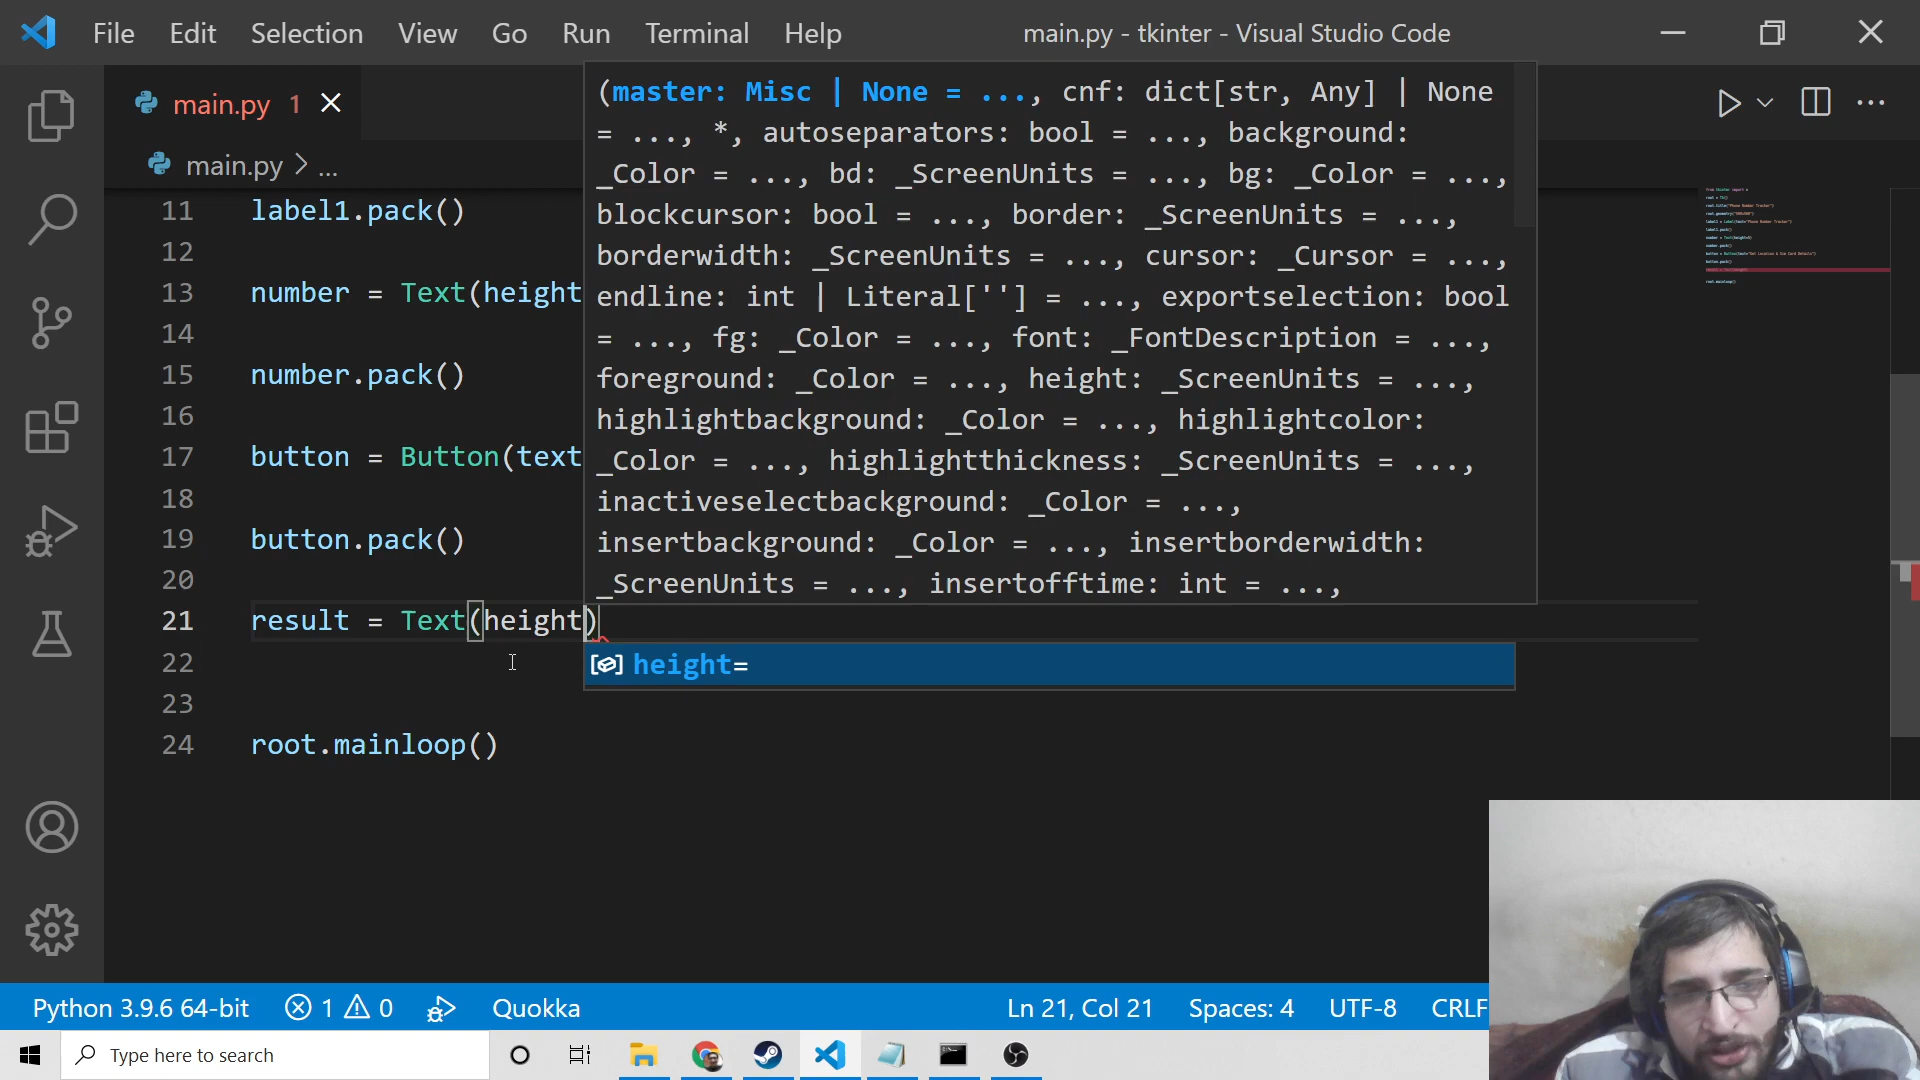 File Edit Selection View Go Run Terminal Help main.py - tkinter - Visual Studio Code
main.py 1
main.py > ...
(master: Misc | None = ..., cnf: dict[str, Any] | None
= ..., *, autoseparators: bool = ..., background:
_Color = ..., bd: _ScreenUnits = ..., bg: _Color = ...,
blockcursor: bool = ..., border: _ScreenUnits = ...,
borderwidth: _ScreenUnits = ..., cursor: _Cursor = ...,
endline: int | Literal[''] = ..., exportselection: bool
= ..., fg: _Color = ..., font: _FontDescription = ...,
foreground: _Color = ..., height: _ScreenUnits = ...,
highlightbackground: _Color = ..., highlightcolor:
_Color = ..., highlightthickness: _ScreenUnits = ...,
inactiveselectbackground: _Color = ...,
insertbackground: _Color = ..., insertborderwidth:
_ScreenUnits = ..., insertofftime: int = ...,
11 label1.pack()
12
13 number = Text(height
14
15 number.pack()
16
17 button = Button(text
18
19 button.pack()
20
21 result = Text(height)
height=
22
23
24 root.mainloop()
Python 3.9.6 64-bit 1 0 Quokka Ln 21, Col 21 Spaces: 4 UTF-8 CRLF
Type here to search